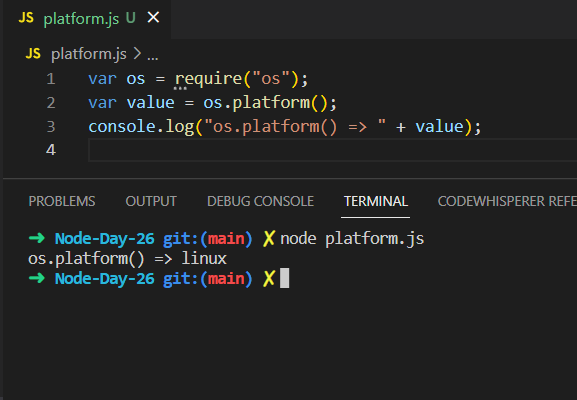 JS platform.js U ✕
JS platform.js > ...
1 var os = require("os");
2 var value = os.platform();
3 console.log("os.platform() => " + value);
4
PROBLEMS OUTPUT DEBUG CONSOLE TERMINAL CODEWHISPERER REFE
➜ Node-Day-26 git:(main) ✗ node platform.js
os.platform() => linux
➜ Node-Day-26 git:(main) ✗